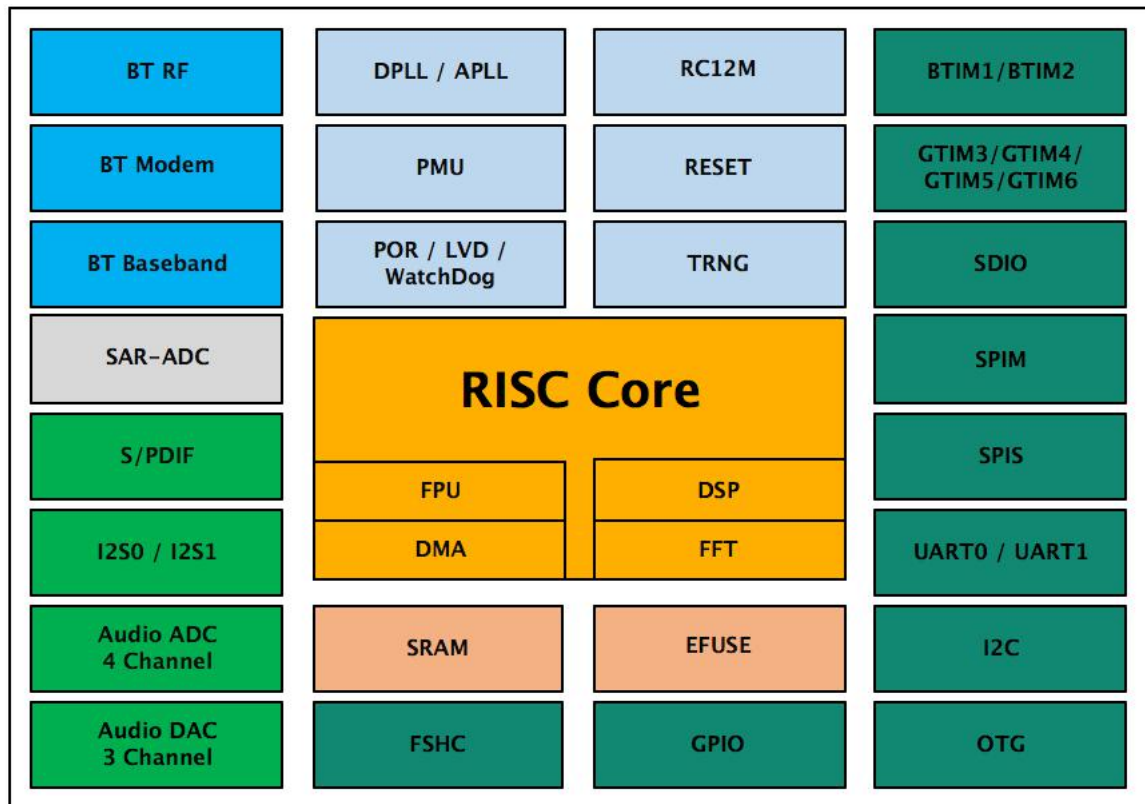 BT RF
DPLL / APLL
RC12M
BTIM1/BTIM2
BT Modem
PMU
RESET
GTIM3/GTIM4/
GTIM5/GTIM6
BT Baseband
POR / LVD /
WatchDog
TRNG
SDIO
SAR-ADC
RISC Core
SPIM
S/PDIF
FPU
DSP
SPIS
I2S0 / I2S1
DMA
FFT
UART0 / UART1
Audio ADC
4 Channel
SRAM
EFUSE
I2C
Audio DAC
3 Channel
FSHC
GPIO
OTG